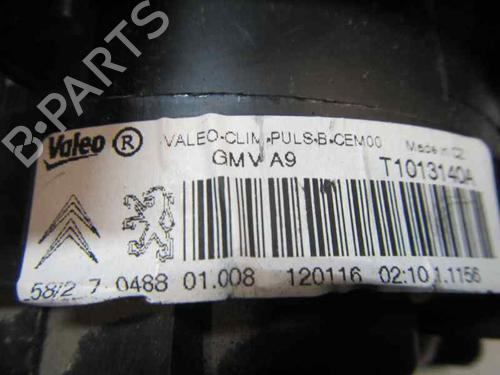 B-PARTS
Valeo ® VALEO-CLIM-PULS-B-CEM00 Made in CZ
GMV A9 T1013140A
58/2 7 0488 01.008 120116 02:10 1.1156